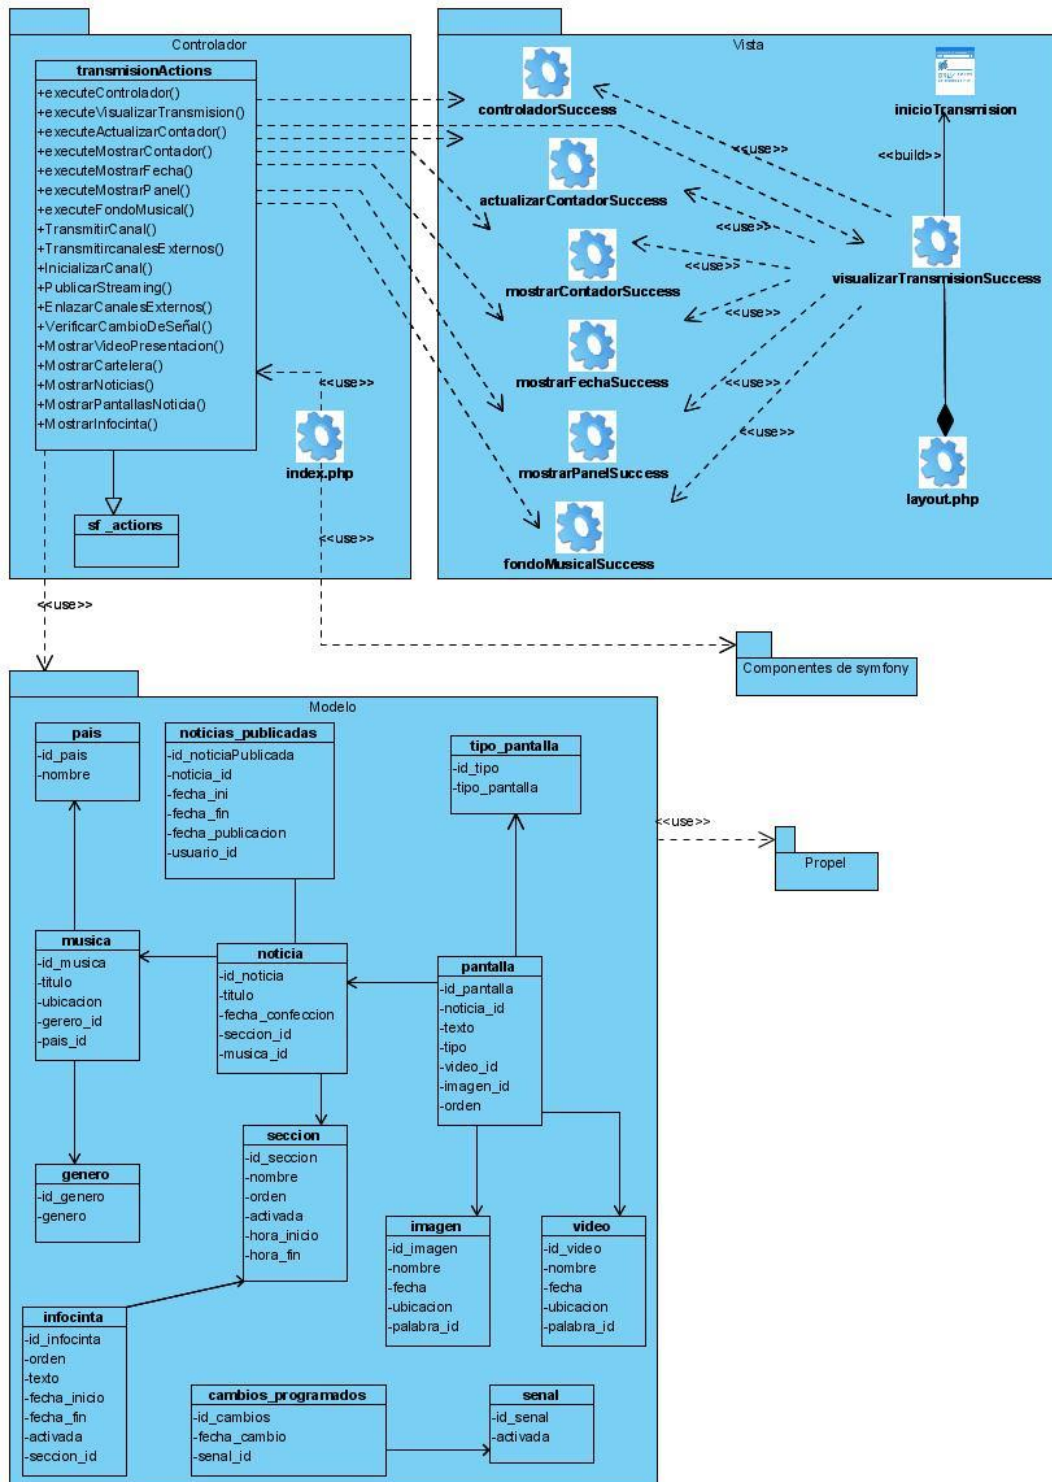 Controlador
transmisionActions
+executeControlador()
+executeVisualizarTransmision()
+executeActualizarContador()
+executeMostrarContador()
+executeMostrarFecha()
+executeMostrarPanel()
+executeFondoMusical()
+TransmitirCanal()
+TransmitircanalesExternos()
+InicializarCanal()
+PublicarStreaming()
+EnlazarCanalesExternos()
+VerificarCambioDeSeñal()
+MostrarVideoPresentacion()
+MostrarCartelera()
+MostrarNoticias()
+MostrarPantallasNoticia()
+MostrarInfocinta()
<<use>>
index.php
sf_actions
<<use>>
<<use>>
Vista
controladorSuccess
inicioTransmision
<<use>>
<<build>>
actualizarContadorSuccess
<<use>>
visualizarTransmisionSuccess
<<use>>
mostrarContadorSuccess
<<use>>
mostrarFechaSuccess
<<use>>
<<use>>
mostrarPanelSuccess
layout.php
fondoMusicalSuccess
Componentes de symfony
Modelo
pais
-id_pais
-nombre
noticias_publicadas
-id_noticiaPublicada
-noticia_id
-fecha_ini
-fecha_fin
-fecha_publicacion
-usuario_id
tipo_pantalla
-id_tipo
-tipo_pantalla
<<use>>
Propel
musica
-id_musica
-titulo
-ubicacion
-gerero_id
-pais_id
noticia
-id_noticia
-titulo
-fecha_confeccion
-seccion_id
-musica_id
pantalla
-id_pantalla
-noticia_id
-texto
-tipo
-video_id
-imagen_id
-orden
genero
-id_genero
-genero
seccion
-id_seccion
-nombre
-orden
-activada
-hora_inicio
-hora_fin
imagen
-id_imagen
-nombre
-fecha
-ubicacion
-palabra_id
video
-id_video
-nombre
-fecha
-ubicacion
-palabra_id
infocinta
-id_infocinta
-orden
-texto
-fecha_inicio
-fecha_fin
-activada
-seccion_id
cambios_programados
-id_cambios
-fecha_cambio
-senal_id
senal
-id_senal
-activada